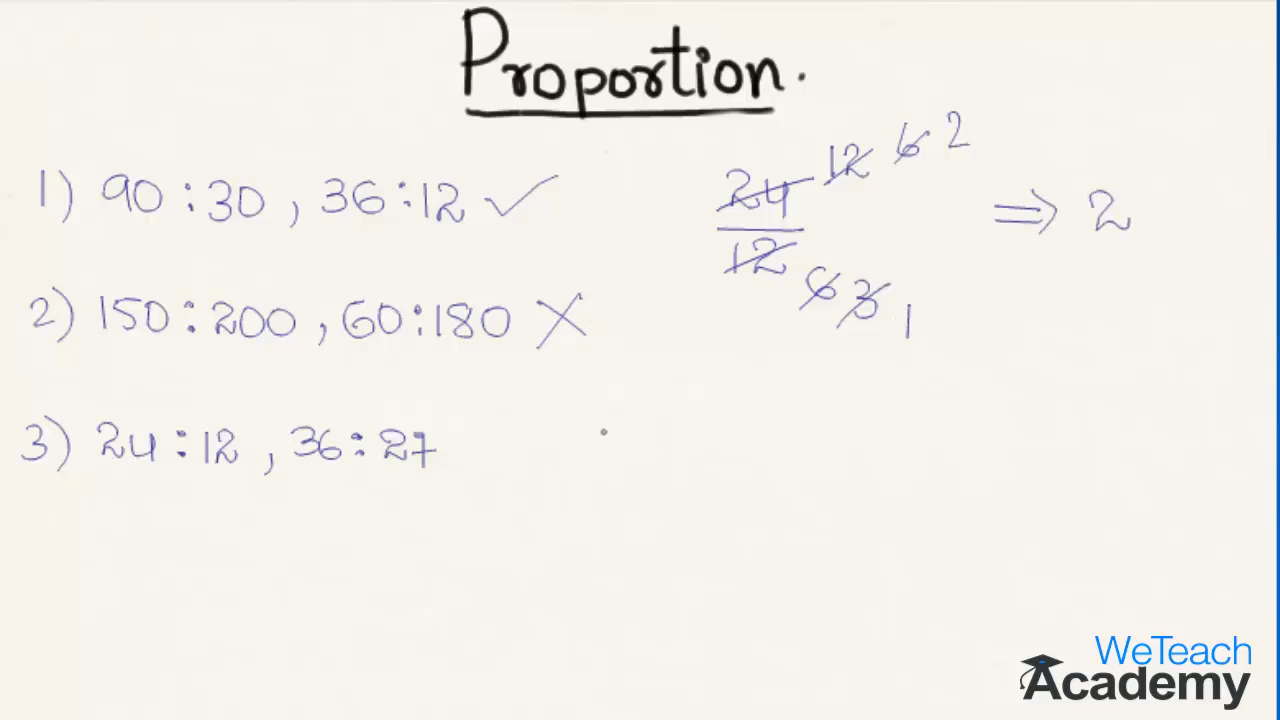 Proportion.
1) 90 : 30 , 36 : 12 ✓
24 12 6 2
12 6 3 1
⇒ 2
2) 150 : 200 , 60 : 180 ✗
3) 24 : 12 , 36 : 27
WeTeach
Academy